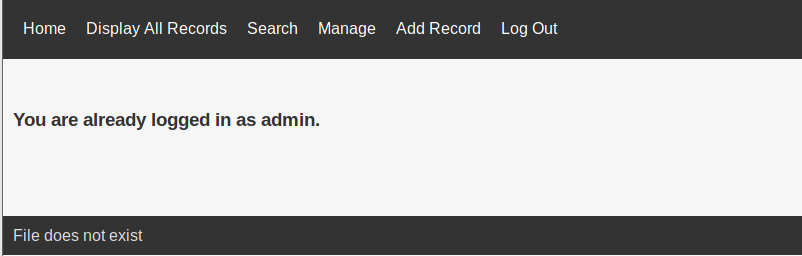 Home Display All Records Search Manage Add Record Log Out
You are already logged in as admin.
File does not exist